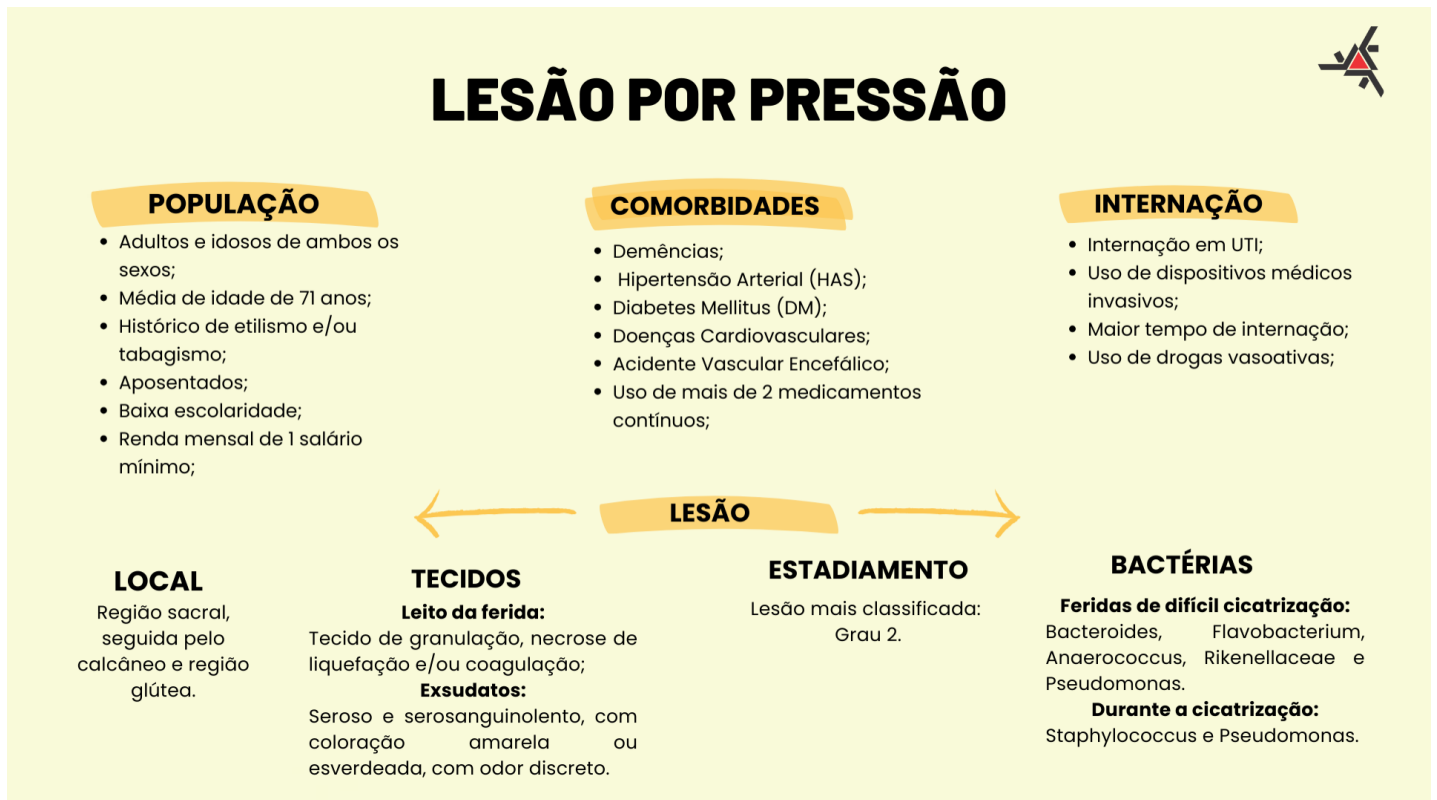 LESÃO POR PRESSÃO
POPULAÇÃO
• Adultos e idosos de ambos os
sexos;
• Média de idade de 71 anos;
• Histórico de etilismo e/ou
tabagismo;
• Aposentados;
• Baixa escolaridade;
• Renda mensal de 1 salário
mínimo;
COMORBIDADES
• Demências;
• Hipertensão Arterial (HAS);
• Diabetes Mellitus (DM);
• Doenças Cardiovasculares;
• Acidente Vascular Encefálico;
• Uso de mais de 2 medicamentos
contínuos;
INTERNAÇÃO
• Internação em UTI;
• Uso de dispositivos médicos
invasivos;
• Maior tempo de internação;
• Uso de drogas vasoativas;
LESÃO
LOCAL
Região sacral,
seguida pelo
calcâneo e região
glútea.
TECIDOS
Leito da ferida:
Tecido de granulação, necrose de
liquefação e/ou coagulação;
Exsudatos:
Seroso e serosanguinolento, com
coloração amarela ou
esverdeada, com odor discreto.
ESTADIAMENTO
Lesão mais classificada:
Grau 2.
BACTÉRIAS
Feridas de difícil cicatrização:
Bacteroides, Flavobacterium,
Anaerococcus, Rikenellaceae e
Pseudomonas.
Durante a cicatrização:
Staphylococcus e Pseudomonas.